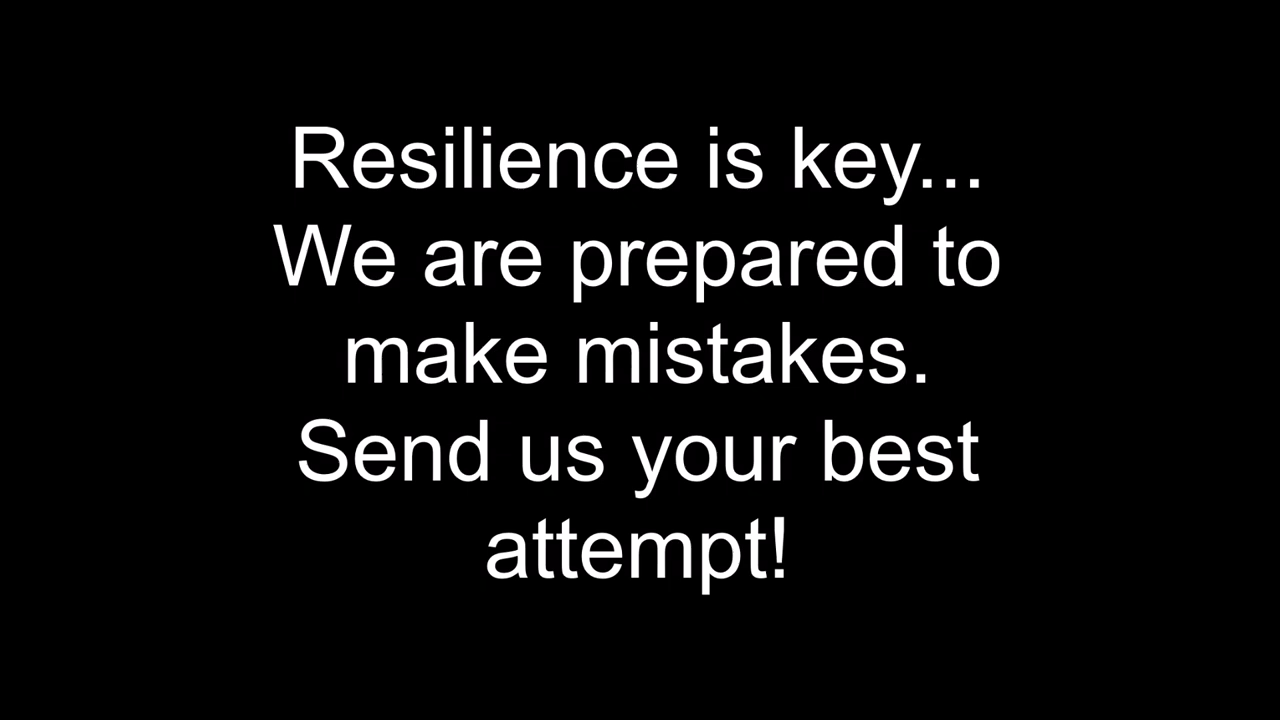 Resilience is key...
We are prepared to
make mistakes.
Send us your best
attempt!